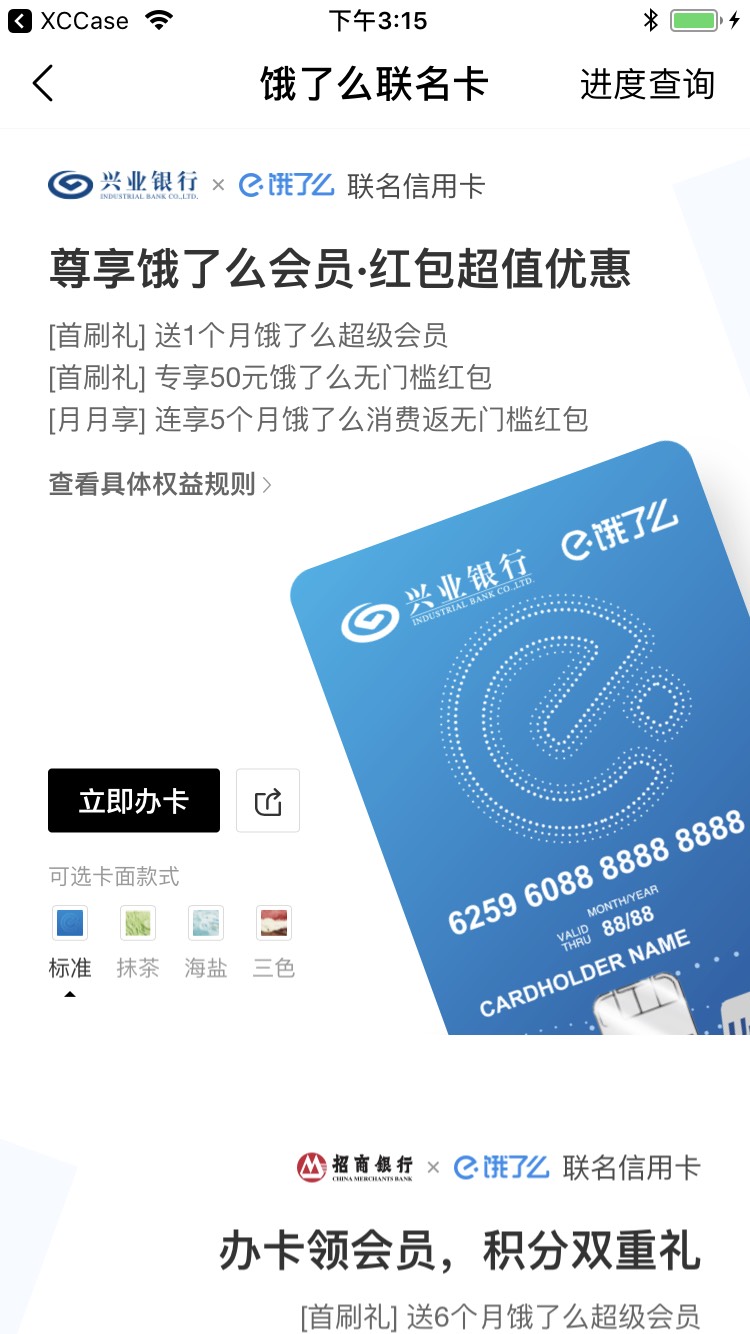 XCCase 下午3:15
饿了么联名卡 进度查询
兴业银行 × 饿了么 联名信用卡
INDUSTRIAL BANK CO.,LTD.
尊享饿了么会员·红包超值优惠
[首刷礼] 送1个月饿了么超级会员
[首刷礼] 专享50元饿了么无门槛红包
[月月享] 连享5个月饿了么消费返无门槛红包
查看具体权益规则
饿了么
兴业银行
INDUSTRIAL BANK CO.,LTD.
立即办卡
6259 6088 8888 8888
MONTH/YEAR
VALID THRU 88/88
CARDHOLDER NAME
可选卡面款式
标准 抹茶 海盐 三色
招商银行 × 饿了么 联名信用卡
CHINA MERCHANTS BANK
办卡领会员，积分双重礼
[首刷礼] 送6个月饿了么超级会员